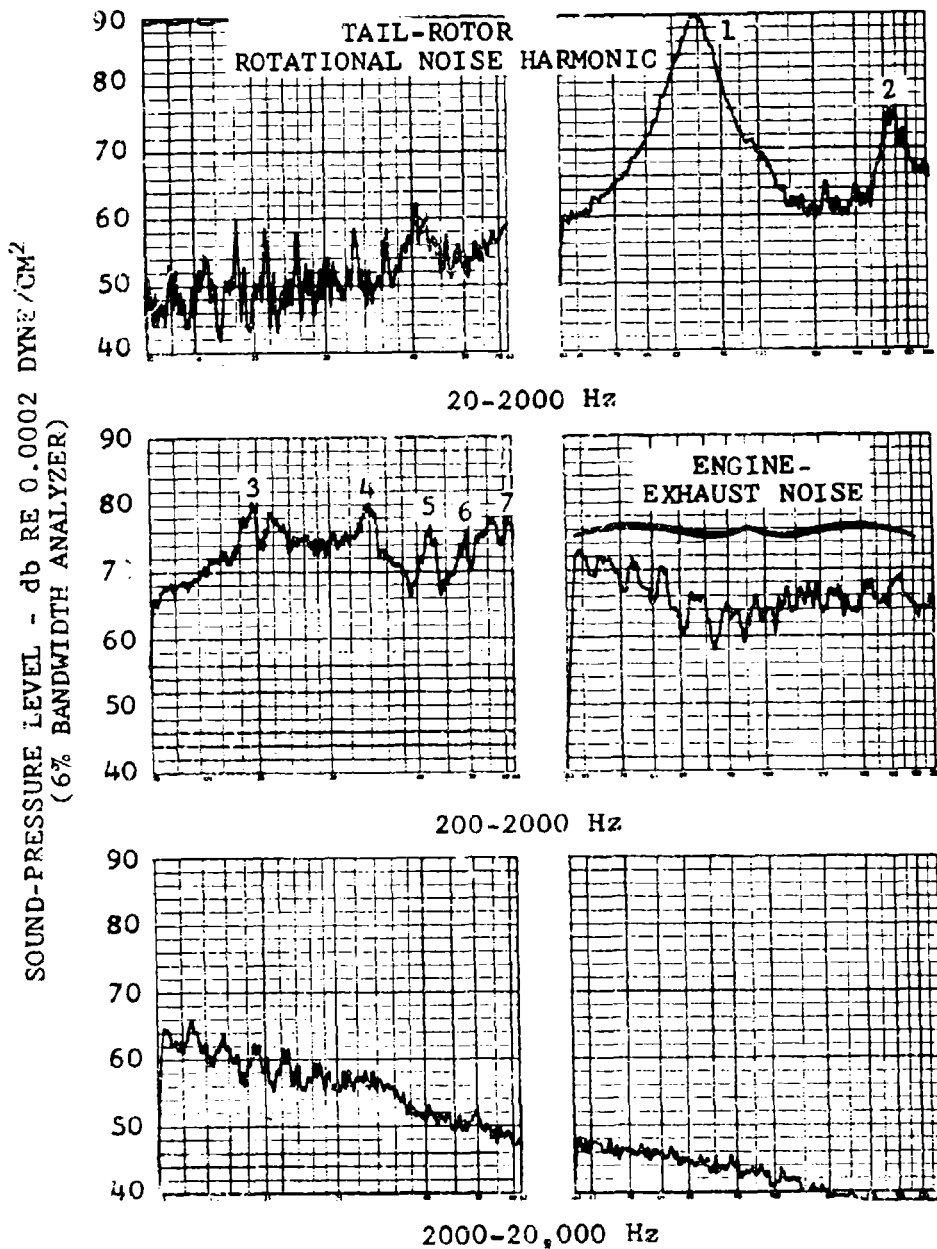 SOUND-PRESSURE LEVEL - db RE 0.0002 DYNE/CM²
(6% BANDWIDTH ANALYZER)
90
80
70
60
50
40
TAIL-ROTOR
ROTATIONAL NOISE HARMONIC
1
2
20-2000 Hz
90
80
7
60
50
40
3
4
5
6
7
ENGINE-
EXHAUST NOISE
200-2000 Hz
90
80
70
60
50
40
2000-20,000 Hz